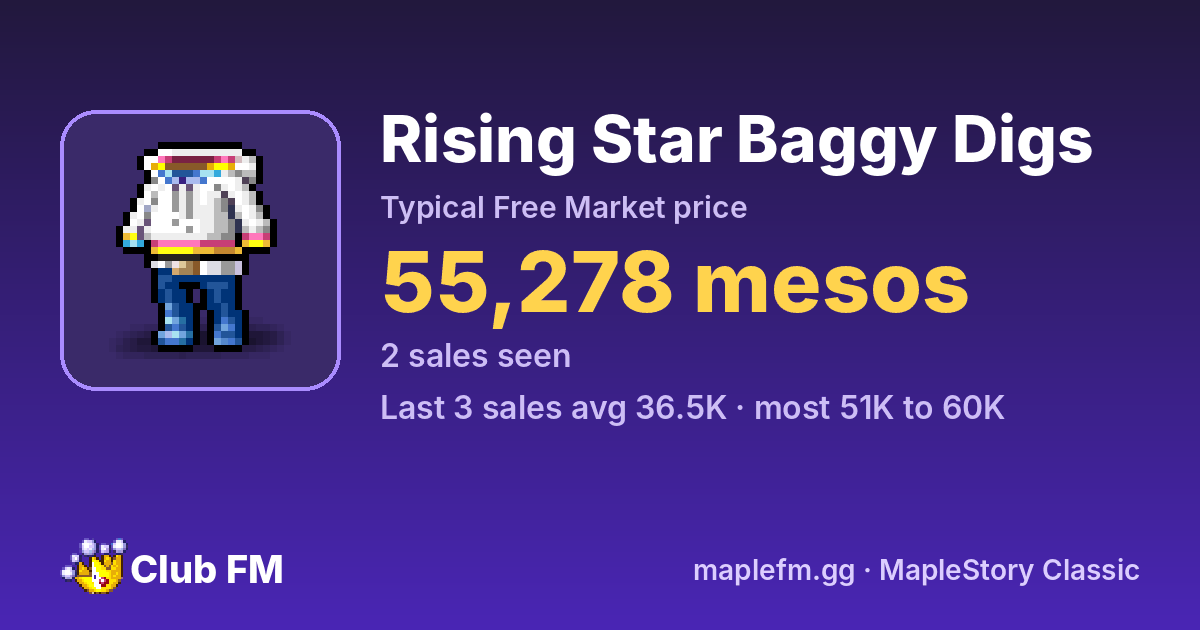 Rising Star Baggy Digs
Typical Free Market price
55,278 mesos
2 sales seen
Last 3 sales avg 36.5K · most 51K to 60K
Club FM
maplefm.gg · MapleStory Classic